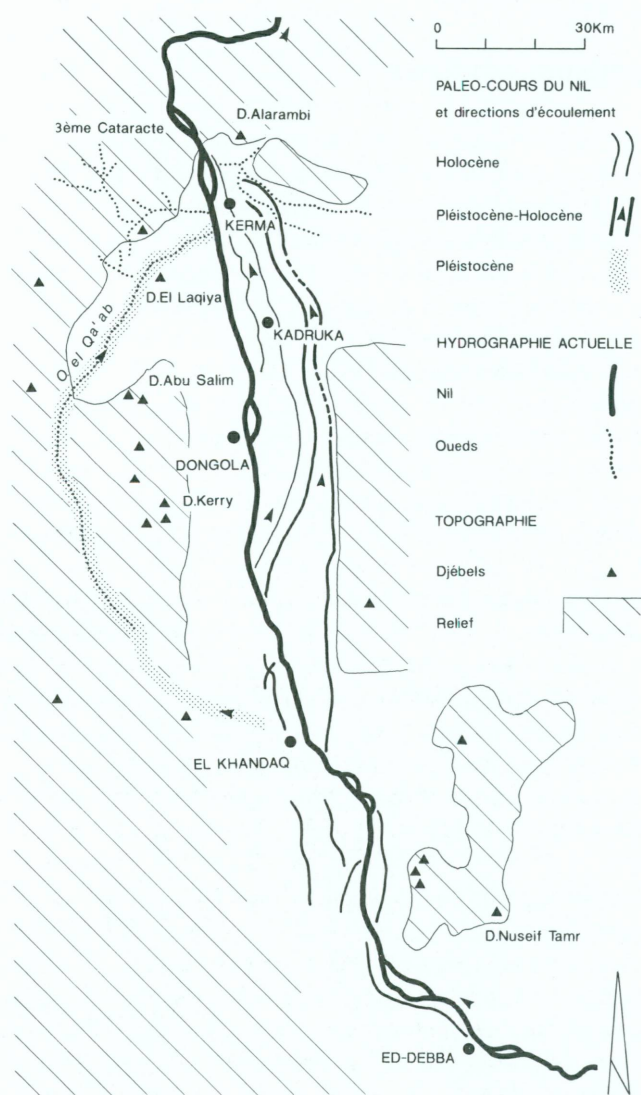 0 30Km
PALEO-COURS DU NIL
et directions d'écoulement
Holocène
Pléistocène-Holocène
Pléistocène
HYDROGRAPHIE ACTUELLE
Nil
Oueds
TOPOGRAPHIE
Djébels
Relief
D.Alarambi
3ème Cataracte
KERMA
D.El Laqiya
O. el Qa'ab
KADRUKA
D.Abu Salim
DONGOLA
D.Kerry
EL KHANDAQ
D.Nuseif Tamr
ED-DEBBA